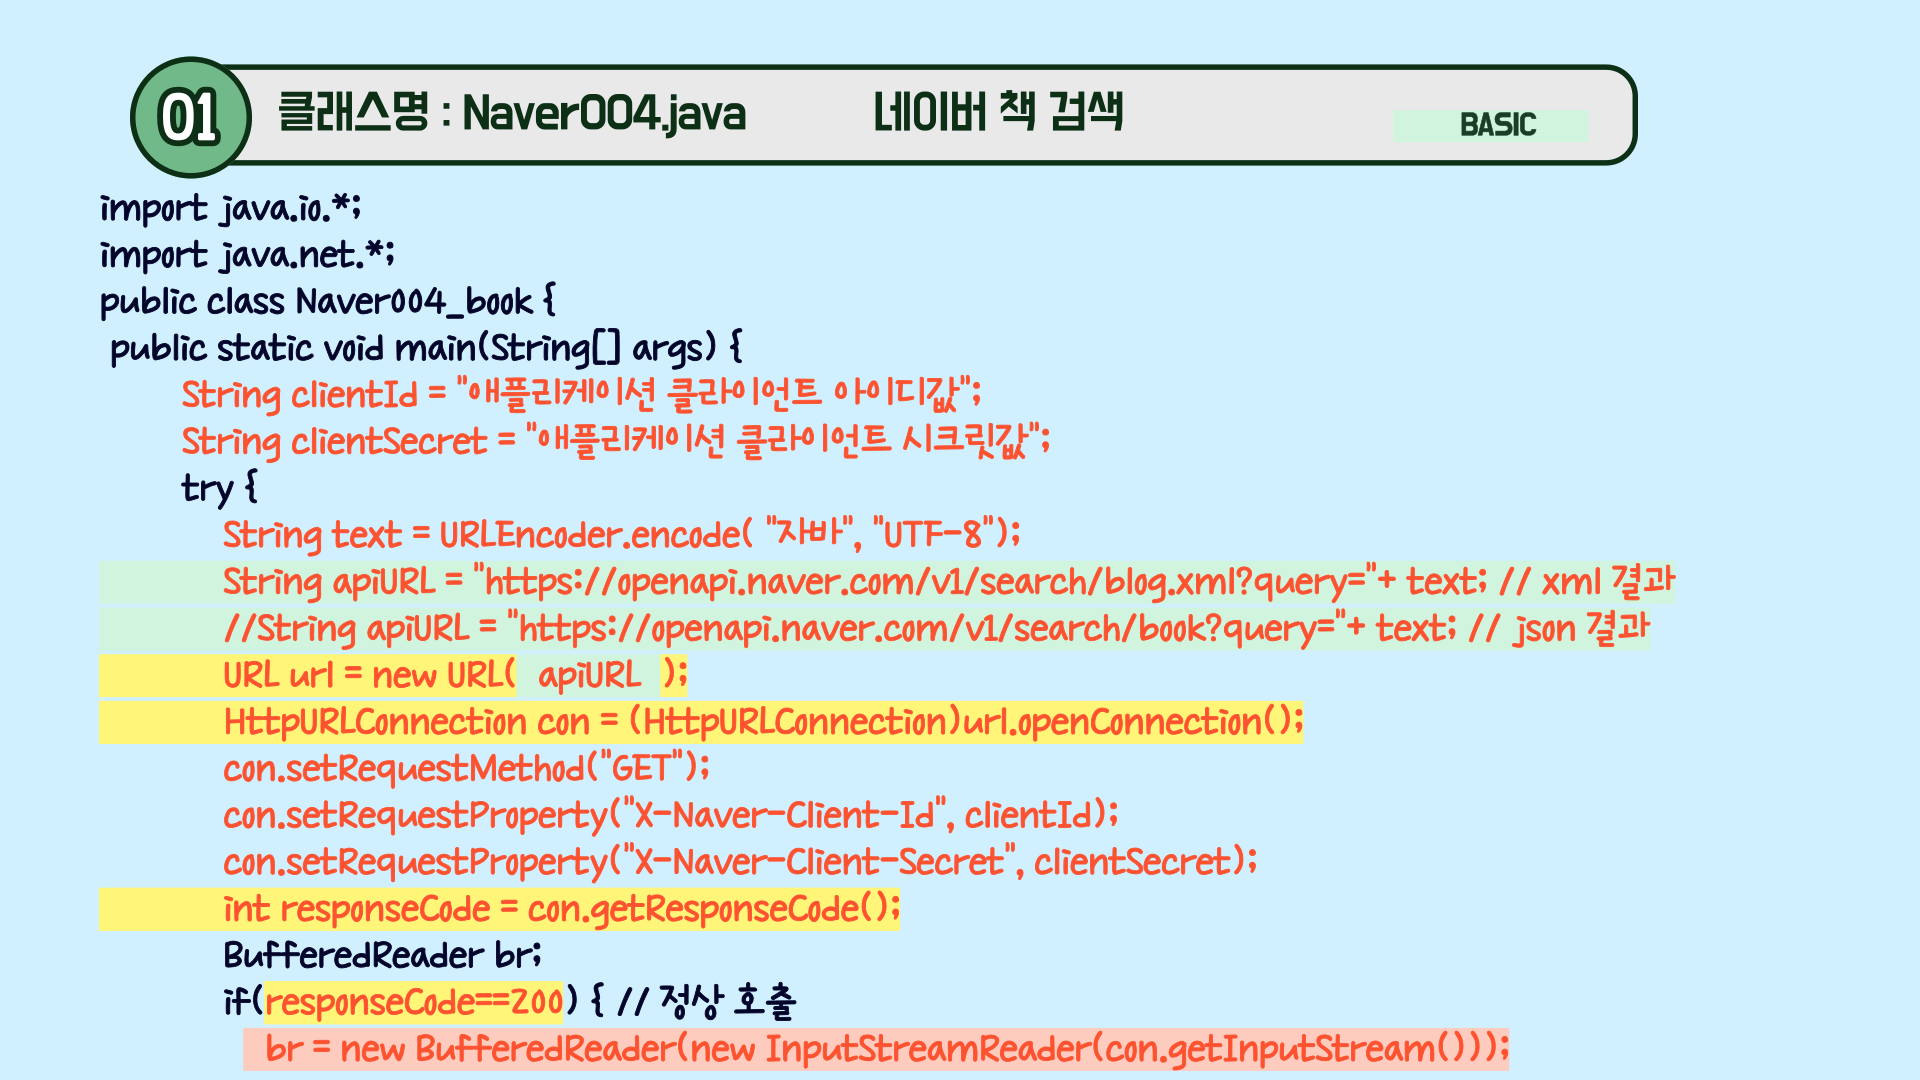 01
클래스명 : Naver004.java 네이버 책 검색
BASIC
import java.io.*;
import java.net.*;
public class Naver004_book {
public static void main(String[] args) {
String clientId = "애플리케이션 클라이언트 아이디값";
String clientSecret = "애플리케이션 클라이언트 시크릿값";
try {
String text = URLEncoder.encode( "자바", "UTF-8");
String apiURL = "https://openapi.naver.com/v1/search/blog.xml?query="+ text; // xml 결과
//String apiURL = "https://openapi.naver.com/v1/search/book?query="+ text; // json 결과
URL url = new URL( apiURL );
HttpURLConnection con = (HttpURLConnection)url.openConnection();
con.setRequestMethod("GET");
con.setRequestProperty("X-Naver-Client-Id", clientId);
con.setRequestProperty("X-Naver-Client-Secret", clientSecret);
int responseCode = con.getResponseCode();
BufferedReader br;
if(responseCode==200) { // 정상 호출
br = new BufferedReader(new InputStreamReader(con.getInputStream()));